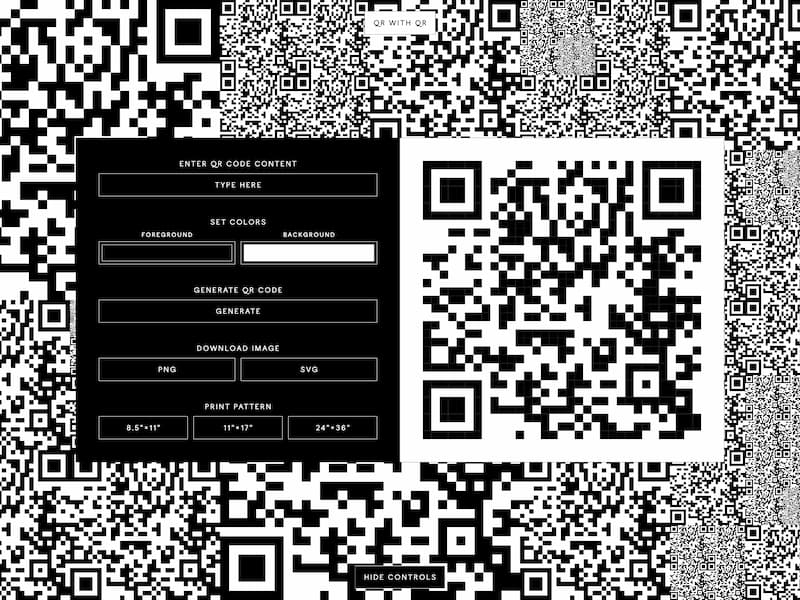 QR WITH QR
ENTER QR CODE CONTENT
TYPE HERE
SET COLORS
FOREGROUND BACKGROUND
GENERATE QR CODE
GENERATE
DOWNLOAD IMAGE
PNG SVG
PRINT PATTERN
8.5"×11" 11"×17" 24"×36"
HIDE CONTROLS